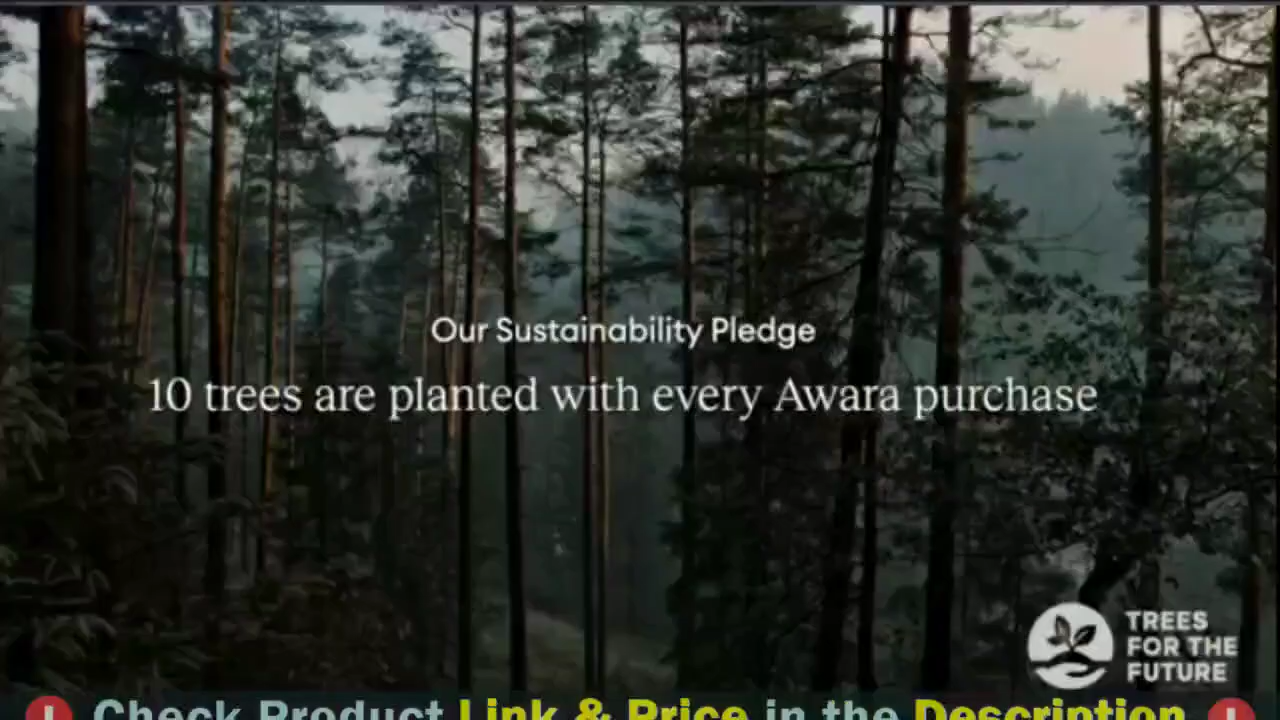 Our Sustainability Pledge
10 trees are planted with every Awara purchase
TREES
FOR THE
FUTURE
Check Product Link & Price in the Description